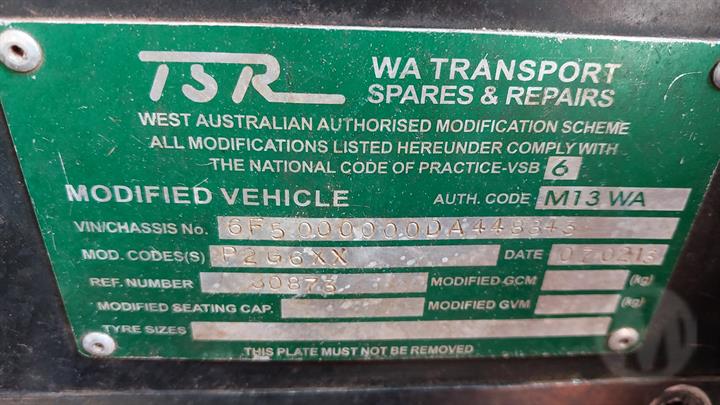 TSR WA TRANSPORT
SPARES & REPAIRS
WEST AUSTRALIAN AUTHORISED MODIFICATION SCHEME
ALL MODIFICATIONS LISTED HEREUNDER COMPLY WITH
THE NATIONAL CODE OF PRACTICE-VSB 6
MODIFIED VEHICLE AUTH. CODE M13 WA
VIN/CHASSIS No. 6F5000000DA448343
MOD. CODES(S) P2G6XX DATE 070213
REF. NUMBER 30873 MODIFIED GCM (kg)
MODIFIED SEATING CAP. MODIFIED GVM (kg)
TYRE SIZES
THIS PLATE MUST NOT BE REMOVED